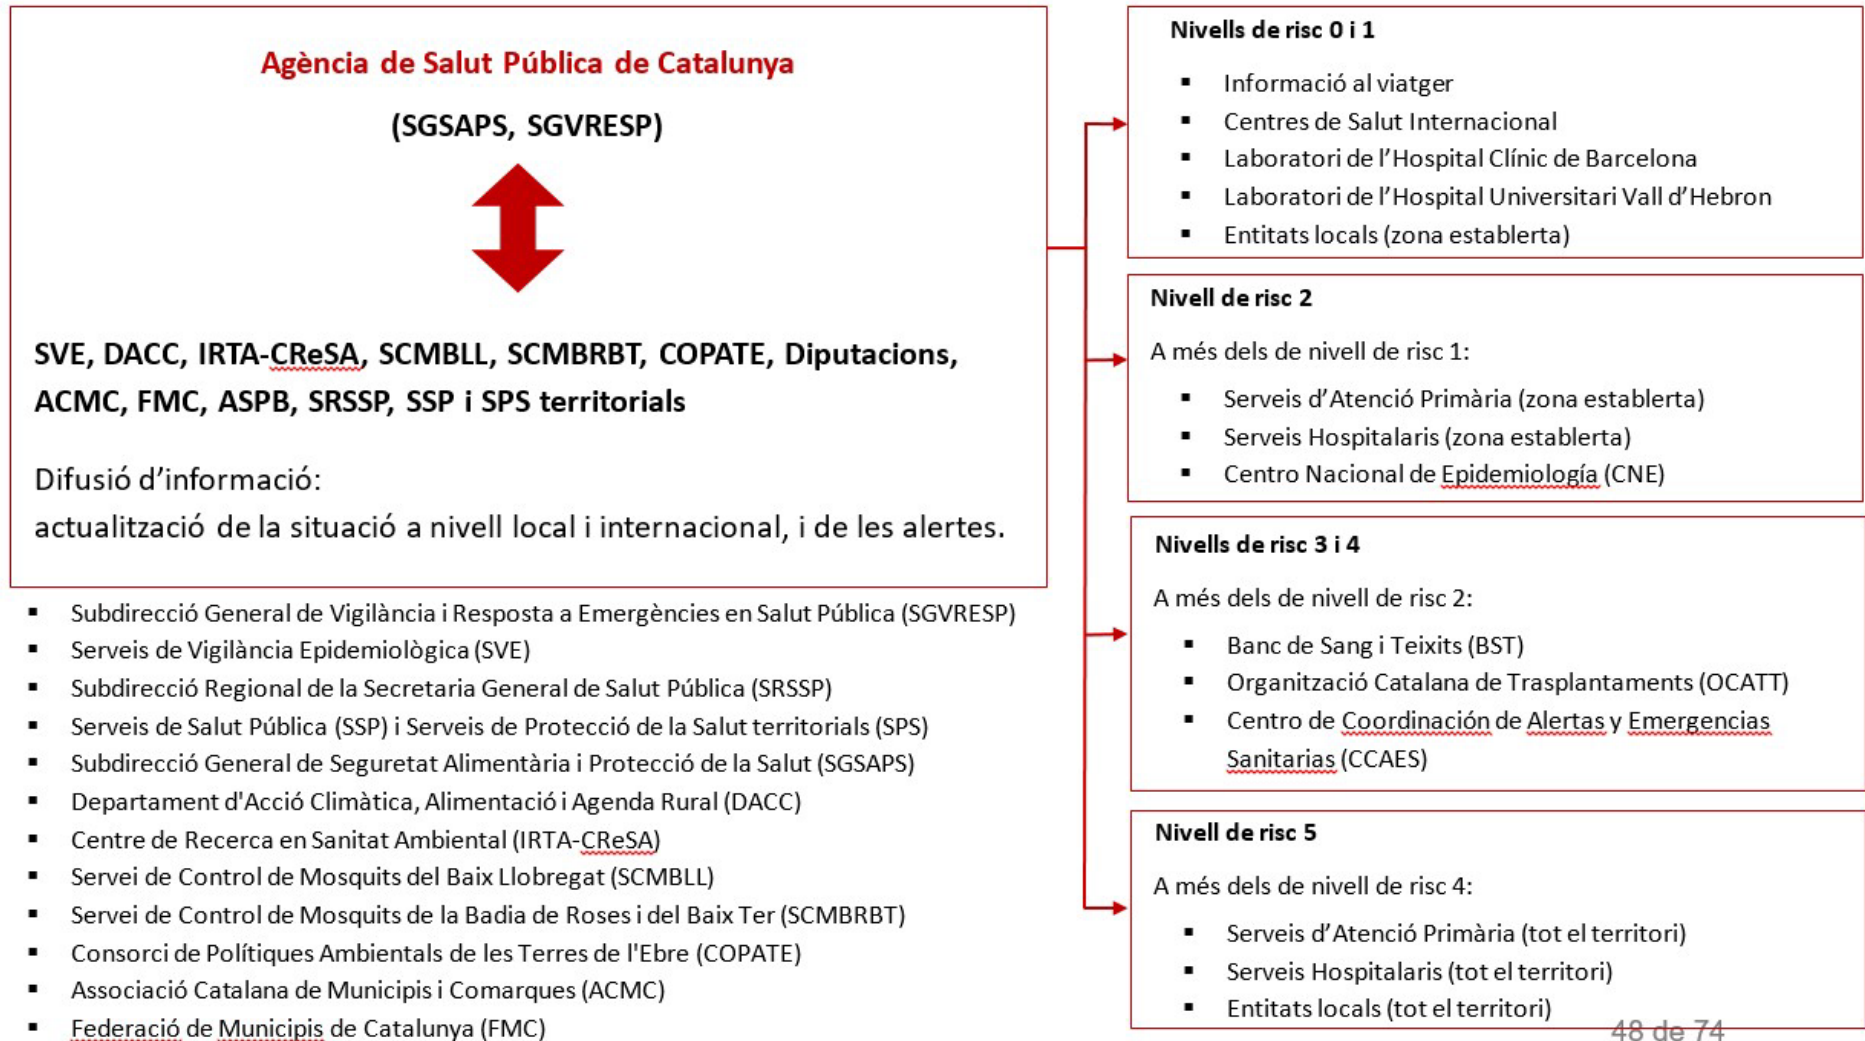 Agència de Salut Pública de Catalunya
(SGSAPS, SGVRESP)
SVE, DACC, IRTA-CReSA, SCMBLL, SCMBRBT, COPATE, Diputacions,
ACMC, FMC, ASPB, SRSSP, SSP i SPS territorials
Difusió d’informació:
actualització de la situació a nivell local i internacional, i de les alertes.
▪ Subdirecció General de Vigilància i Resposta a Emergències en Salut Pública (SGVRESP)
▪ Serveis de Vigilància Epidemiològica (SVE)
▪ Subdirecció Regional de la Secretaria General de Salut Pública (SRSSP)
▪ Serveis de Salut Pública (SSP) i Serveis de Protecció de la Salut territorials (SPS)
▪ Subdirecció General de Seguretat Alimentària i Protecció de la Salut (SGSAPS)
▪ Departament d'Acció Climàtica, Alimentació i Agenda Rural (DACC)
▪ Centre de Recerca en Sanitat Ambiental (IRTA-CReSA)
▪ Servei de Control de Mosquits del Baix Llobregat (SCMBLL)
▪ Servei de Control de Mosquits de la Badia de Roses i del Baix Ter (SCMBRBT)
▪ Consorci de Polítiques Ambientals de les Terres de l'Ebre (COPATE)
▪ Associació Catalana de Municipis i Comarques (ACMC)
▪ Federació de Municipis de Catalunya (FMC)
Nivells de risc 0 i 1
▪ Informació al viatger
▪ Centres de Salut Internacional
▪ Laboratori de l’Hospital Clínic de Barcelona
▪ Laboratori de l’Hospital Universitari Vall d’Hebron
▪ Entitats locals (zona establerta)
Nivell de risc 2
A més dels de nivell de risc 1:
▪ Serveis d’Atenció Primària (zona establerta)
▪ Serveis Hospitalaris (zona establerta)
▪ Centro Nacional de Epidemiología (CNE)
Nivells de risc 3 i 4
A més dels de nivell de risc 2:
▪ Banc de Sang i Teixits (BST)
▪ Organització Catalana de Trasplantaments (OCATT)
▪ Centro de Coordinación de Alertas y Emergencias
Sanitarias (CCAES)
Nivell de risc 5
A més dels de nivell de risc 4:
▪ Serveis d’Atenció Primària (tot el territori)
▪ Serveis Hospitalaris (tot el territori)
▪ Entitats locals (tot el territori)
48 de 74